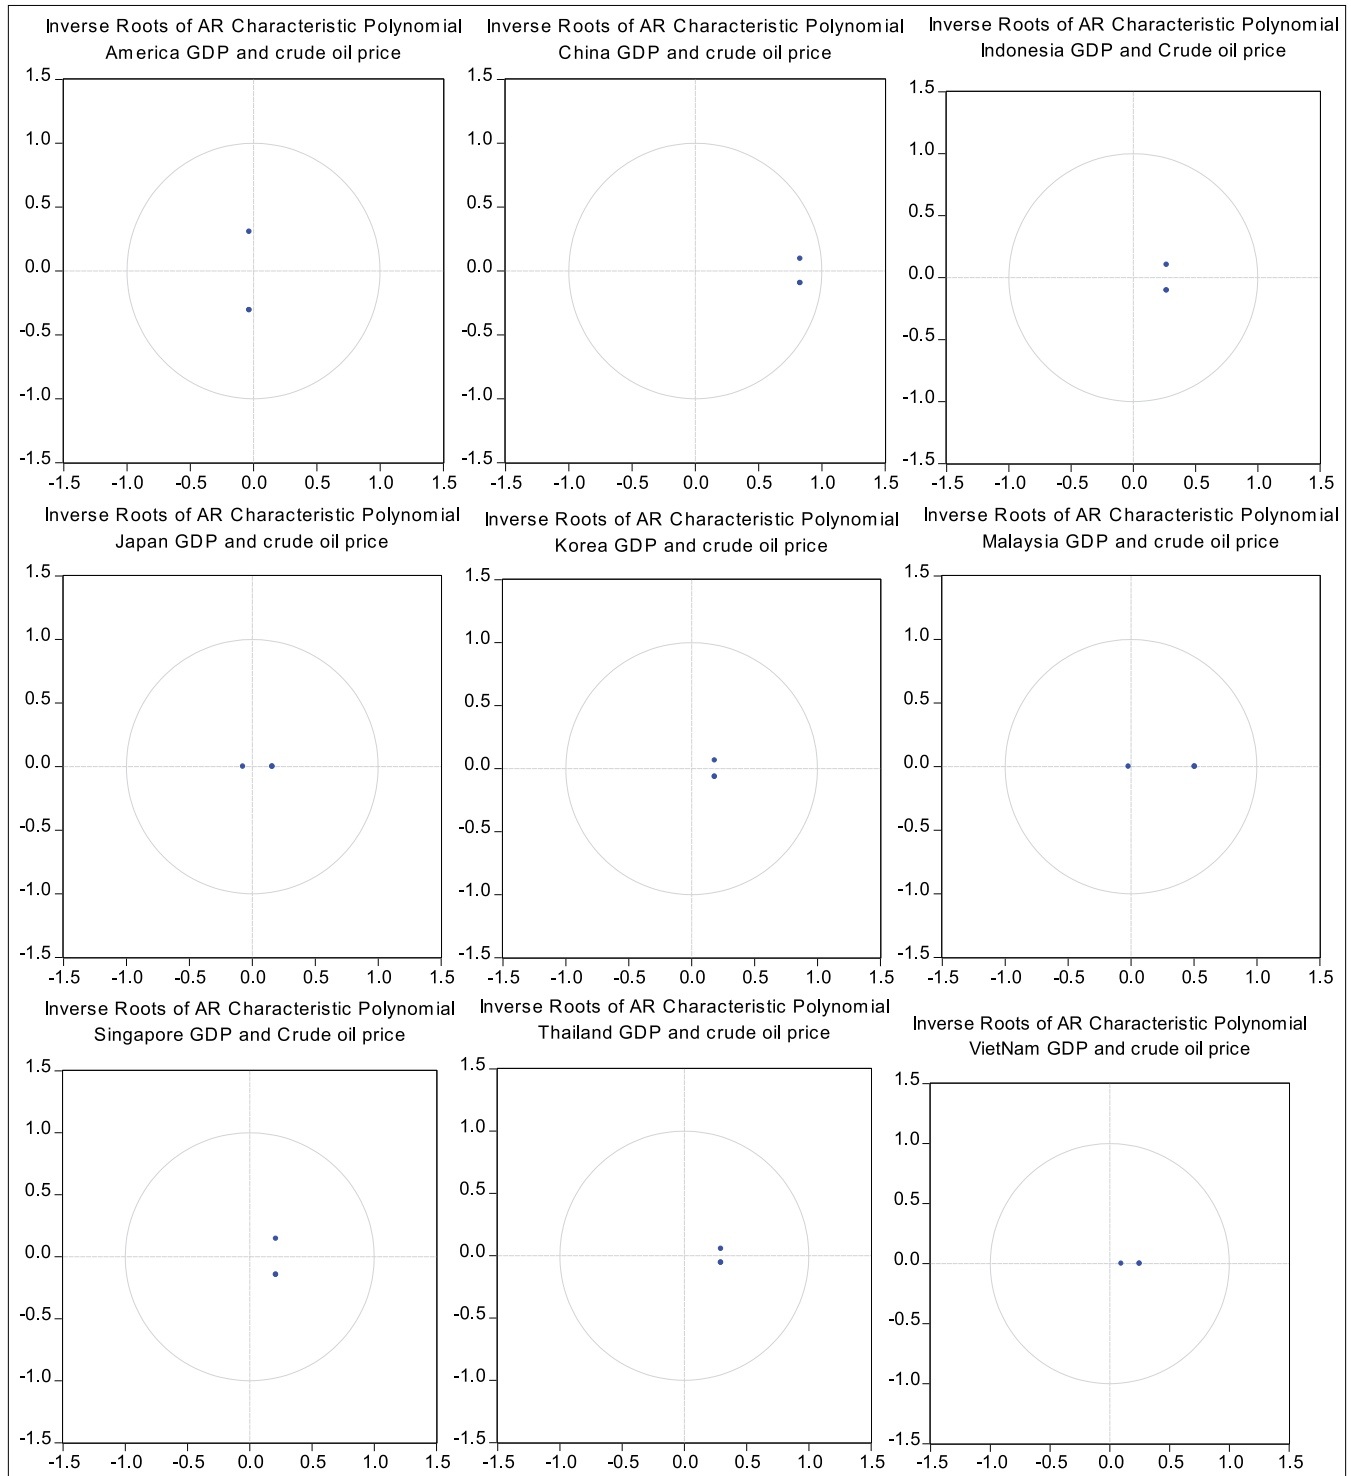 Inverse Roots of AR Characteristic Polynomial
America GDP and crude oil price
1.5
1.0
0.5
0.0
-0.5
-1.0
-1.5
-1.5 -1.0 -0.5 0.0 0.5 1.0 1.5
Inverse Roots of AR Characteristic Polynomial
China GDP and crude oil price
1.5
1.0
0.5
0.0
-0.5
-1.0
-1.5
-1.5 -1.0 -0.5 0.0 0.5 1.0 1.5
Inverse Roots of AR Characteristic Polynomial
Indonesia GDP and Crude oil price
1.5
1.0
0.5
0.0
-0.5
-1.0
-1.5
-1.5 -1.0 -0.5 0.0 0.5 1.0 1.5
Inverse Roots of AR Characteristic Polynomial
Japan GDP and crude oil price
1.5
1.0
0.5
0.0
-0.5
-1.0
-1.5
-1.5 -1.0 -0.5 0.0 0.5 1.0 1.5
Inverse Roots of AR Characteristic Polynomial
Korea GDP and crude oil price
1.5
1.0
0.5
0.0
-0.5
-1.0
-1.5
-1.5 -1.0 -0.5 0.0 0.5 1.0 1.5
Inverse Roots of AR Characteristic Polynomial
Malaysia GDP and crude oil price
1.5
1.0
0.5
0.0
-0.5
-1.0
-1.5
-1.5 -1.0 -0.5 0.0 0.5 1.0 1.5
Inverse Roots of AR Characteristic Polynomial
Singapore GDP and Crude oil price
1.5
1.0
0.5
0.0
-0.5
-1.0
-1.5
-1.5 -1.0 -0.5 0.0 0.5 1.0 1.5
Inverse Roots of AR Characteristic Polynomial
Thailand GDP and crude oil price
1.5
1.0
0.5
0.0
-0.5
-1.0
-1.5
-1.5 -1.0 -0.5 0.0 0.5 1.0 1.5
Inverse Roots of AR Characteristic Polynomial
VietNam GDP and crude oil price
1.5
1.0
0.5
0.0
-0.5
-1.0
-1.5
-1.5 -1.0 -0.5 0.0 0.5 1.0 1.5